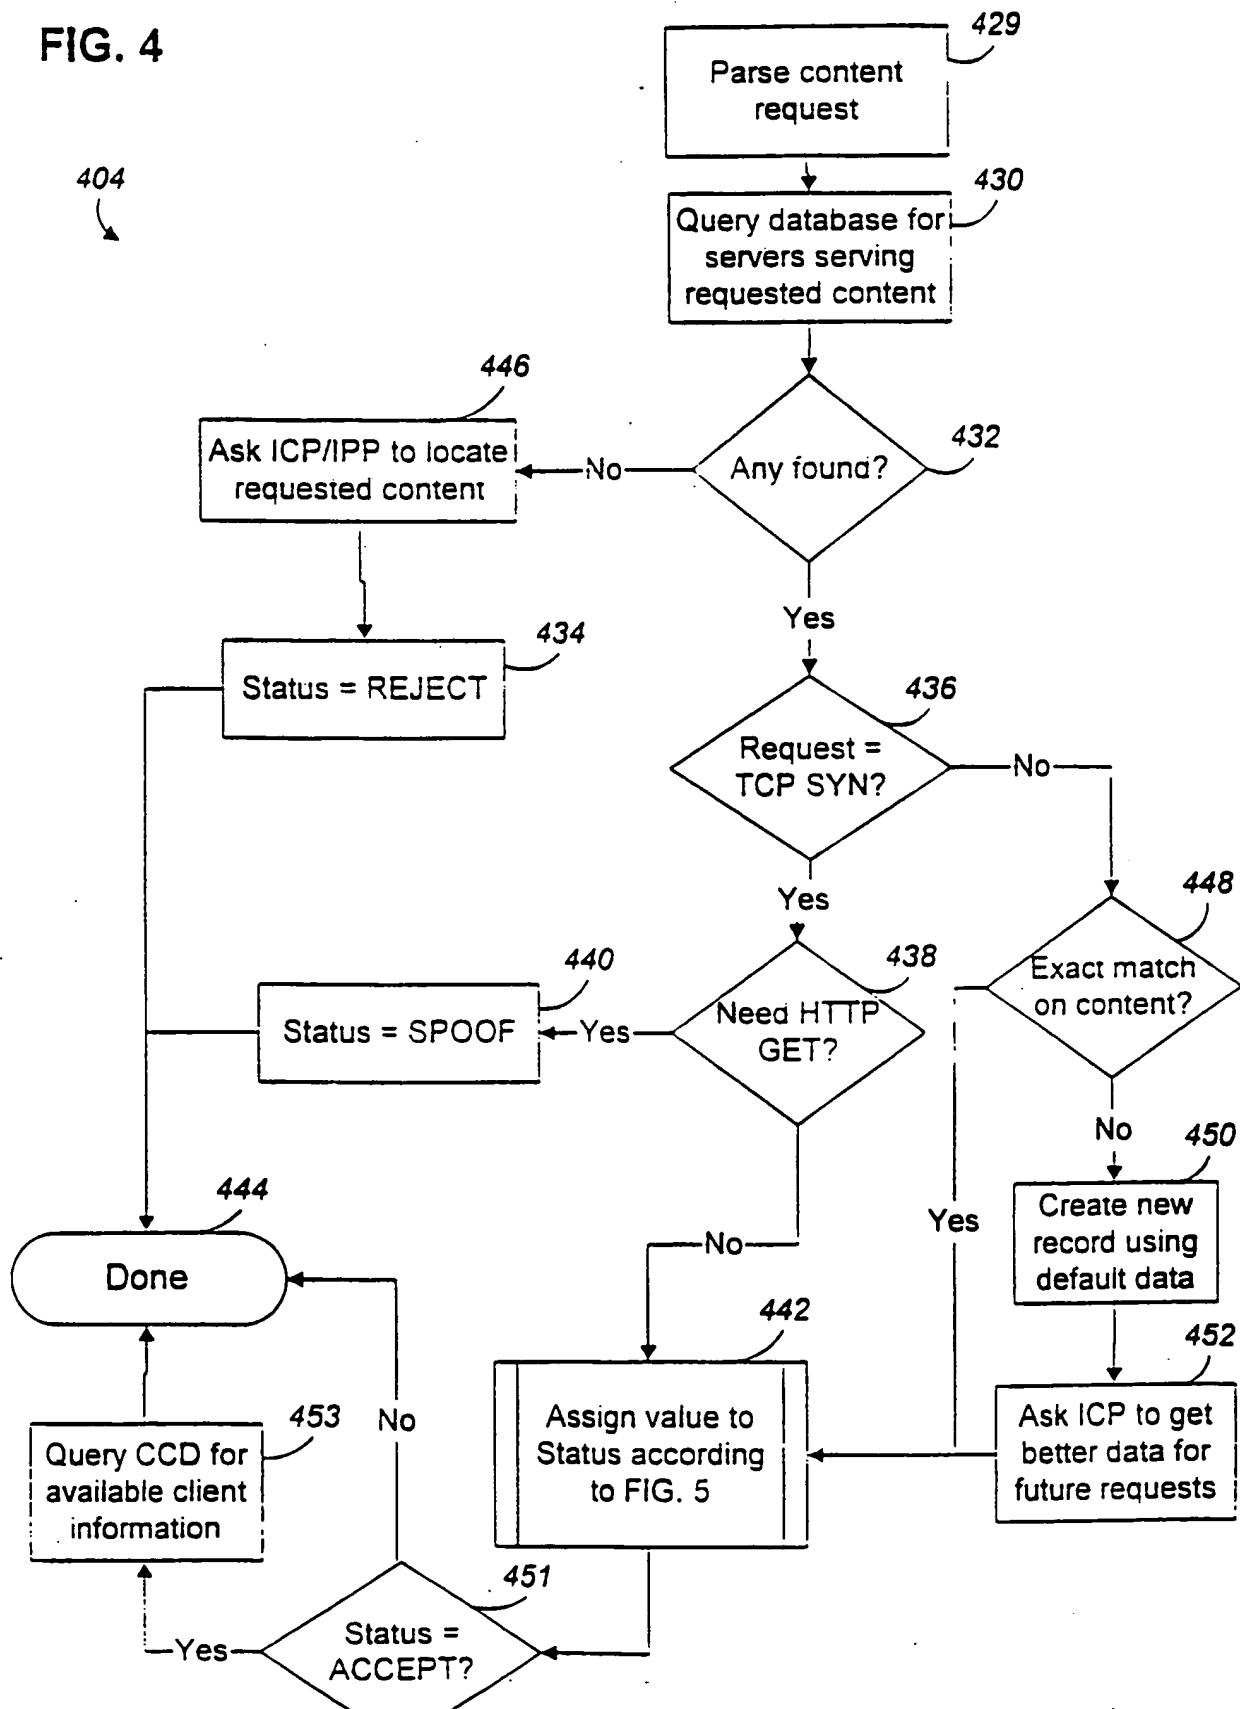 FIG. 4
429
Parse content
request
404
430
Query database for
servers serving
requested content
446
Ask ICP/IPP to locate
requested content
No
Any found?
432
Yes
434
Status = REJECT
436
Request =
TCP SYN?
No
Yes
448
Exact match
on content?
440
Status = SPOOF
Yes
438
Need HTTP
GET?
No
450
Create new
record using
default data
Yes
444
Done
No
442
Assign value to
Status according
to FIG. 5
452
Ask ICP to get
better data for
future requests
453
Query CCD for
available client
information
No
451
Status =
ACCEPT?
Yes